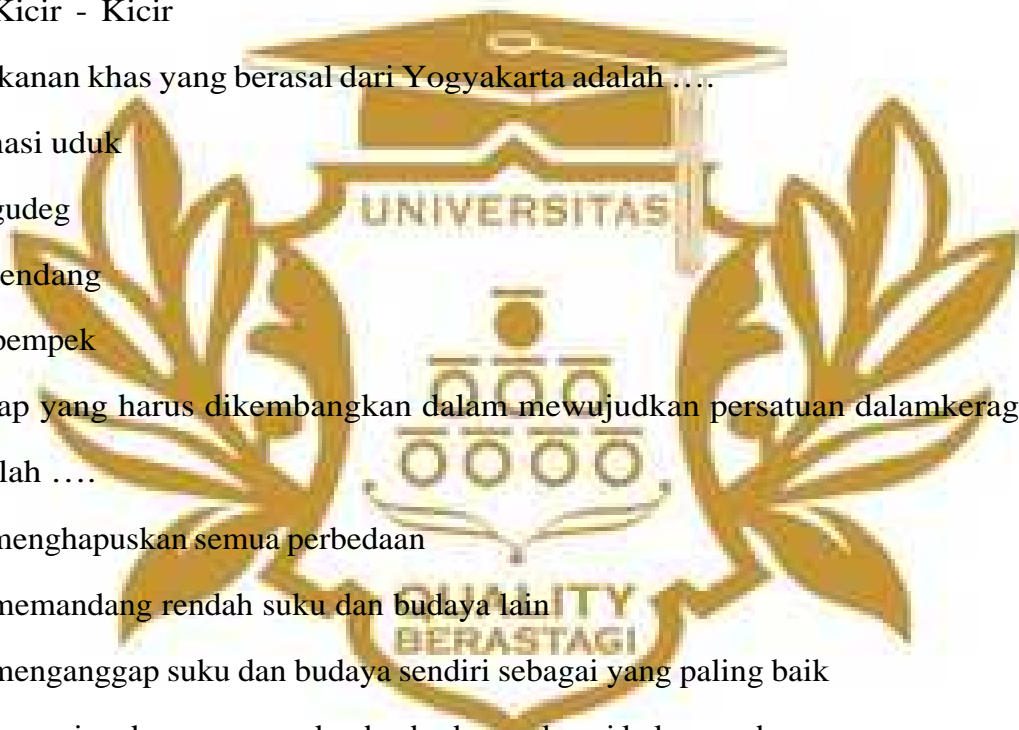 Kicir - Kicir
kanan khas yang berasal dari Yogyakarta adalah ….
nasi uduk
gudeg
endang
pempek
ap yang harus dikembangkan dalam mewujudkan persatuan dalamkerag
lah ….
menghapuskan semua perbedaan
memandang rendah suku dan budaya lain
menganggap suku dan budaya sendiri sebagai yang paling baik
UNIVERSITAS
QUALITY
BERASTAGI